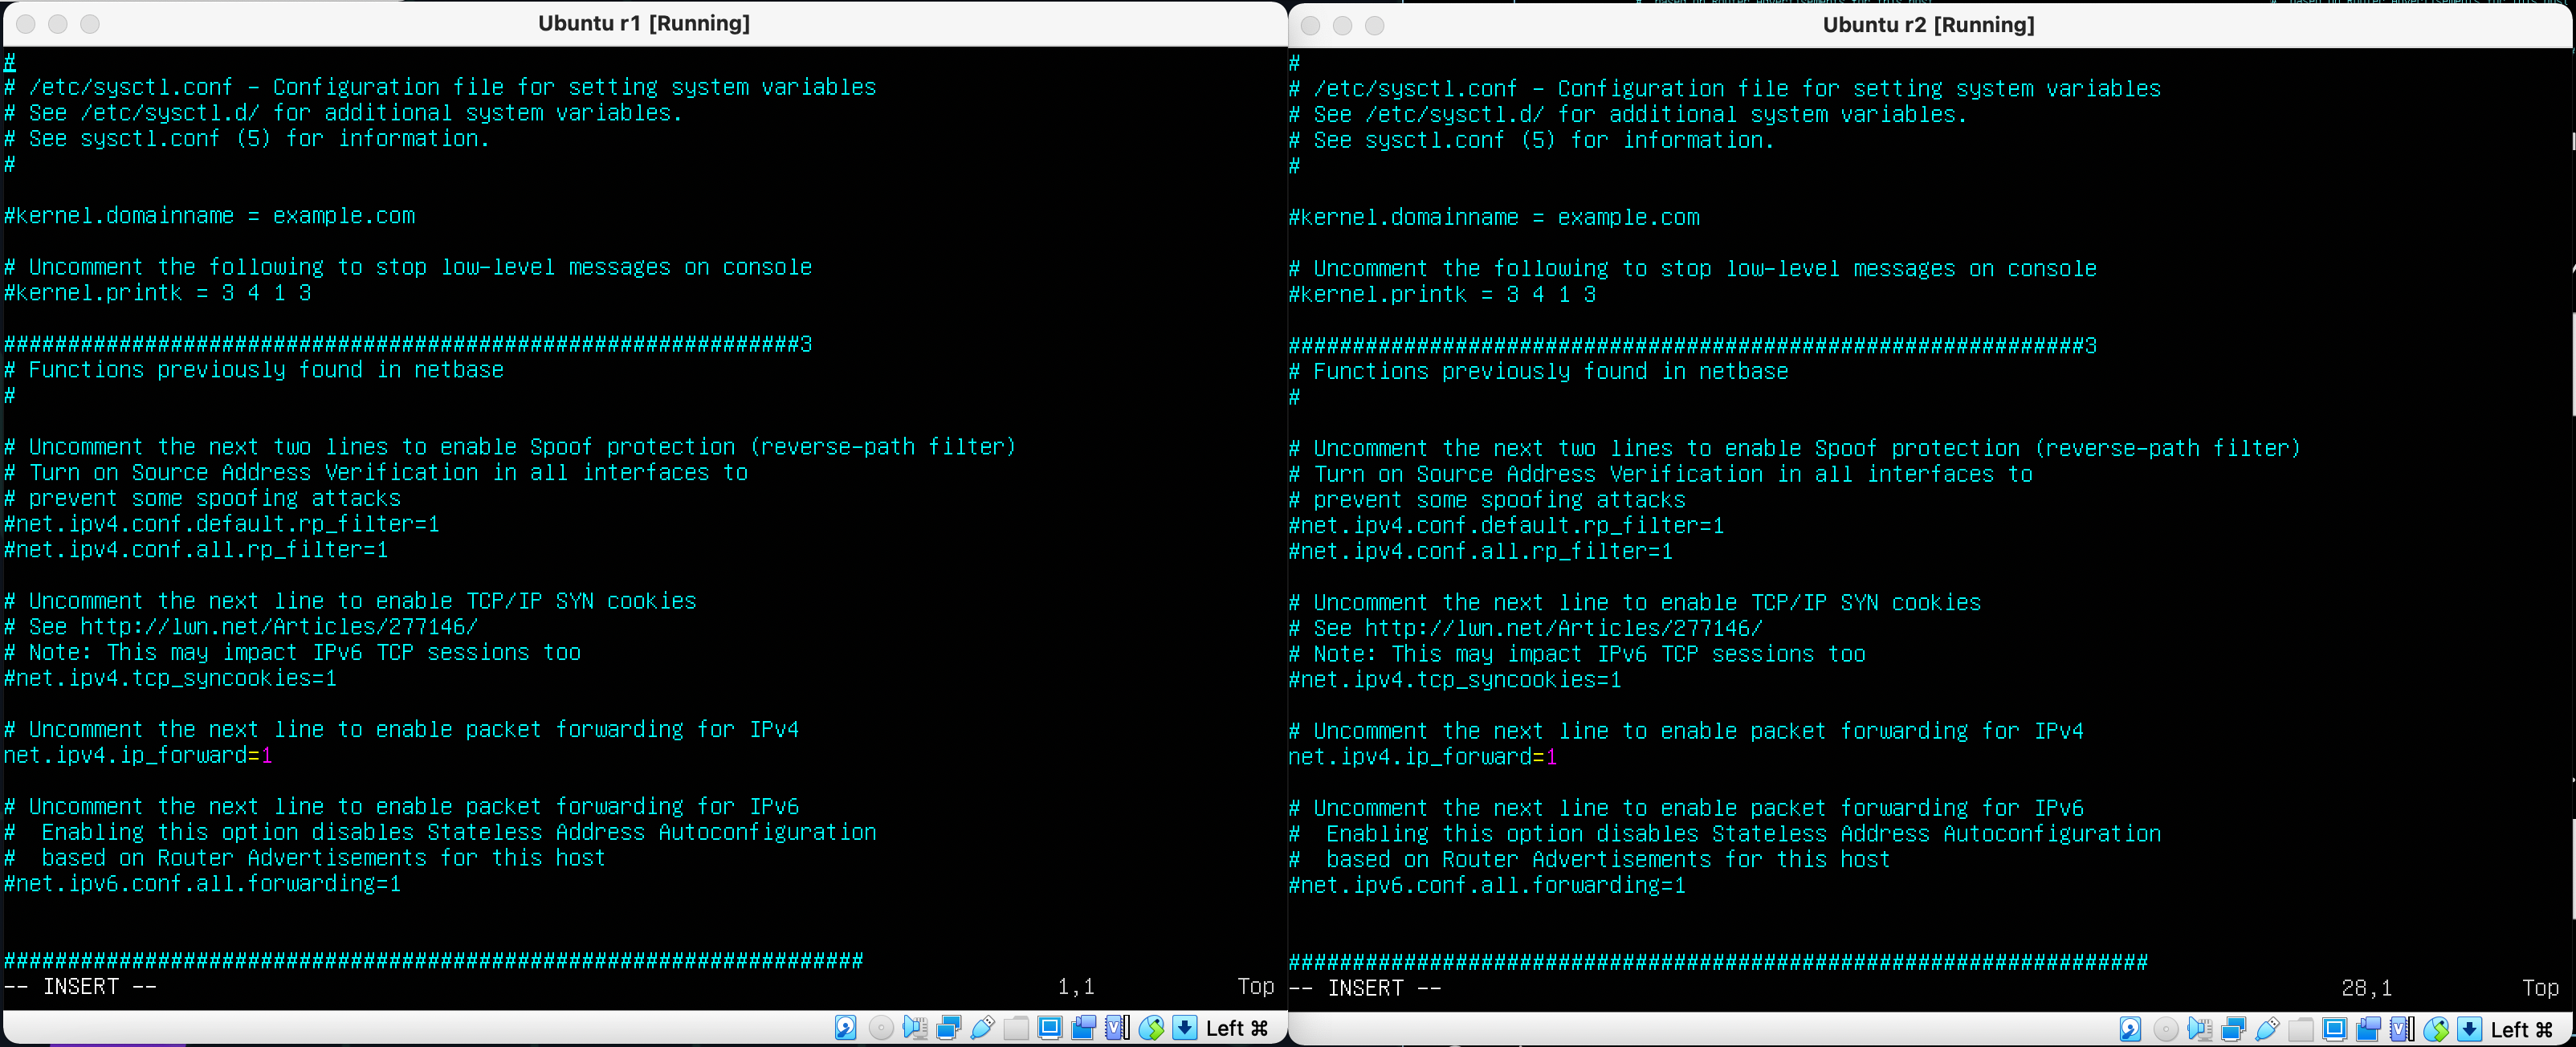 Ubuntu r1 [Running]
#
# /etc/sysctl.conf - Configuration file for setting system variables
# See /etc/sysctl.d/ for additional system variables.
# See sysctl.conf (5) for information.
#
#kernel.domainname = example.com
# Uncomment the following to stop low-level messages on console
#kernel.printk = 3 4 1 3
##############################################################3
# Functions previously found in netbase
#
# Uncomment the next two lines to enable Spoof protection (reverse-path filter)
# Turn on Source Address Verification in all interfaces to
# prevent some spoofing attacks
#net.ipv4.conf.default.rp_filter=1
#net.ipv4.conf.all.rp_filter=1
# Uncomment the next line to enable TCP/IP SYN cookies
# See http://lwn.net/Articles/277146/
# Note: This may impact IPv6 TCP sessions too
#net.ipv4.tcp_syncookies=1
# Uncomment the next line to enable packet forwarding for IPv4
net.ipv4.ip_forward=1
# Uncomment the next line to enable packet forwarding for IPv6
#  Enabling this option disables Stateless Address Autoconfiguration
#  based on Router Advertisements for this host
#net.ipv6.conf.all.forwarding=1
###################################################################
-- INSERT -- 1,1 Top
Left ⌘
Ubuntu r2 [Running]
#
# /etc/sysctl.conf - Configuration file for setting system variables
# See /etc/sysctl.d/ for additional system variables.
# See sysctl.conf (5) for information.
#
#kernel.domainname = example.com
# Uncomment the following to stop low-level messages on console
#kernel.printk = 3 4 1 3
##############################################################3
# Functions previously found in netbase
#
# Uncomment the next two lines to enable Spoof protection (reverse-path filter)
# Turn on Source Address Verification in all interfaces to
# prevent some spoofing attacks
#net.ipv4.conf.default.rp_filter=1
#net.ipv4.conf.all.rp_filter=1
# Uncomment the next line to enable TCP/IP SYN cookies
# See http://lwn.net/Articles/277146/
# Note: This may impact IPv6 TCP sessions too
#net.ipv4.tcp_syncookies=1
# Uncomment the next line to enable packet forwarding for IPv4
net.ipv4.ip_forward=1
# Uncomment the next line to enable packet forwarding for IPv6
#  Enabling this option disables Stateless Address Autoconfiguration
#  based on Router Advertisements for this host
#net.ipv6.conf.all.forwarding=1
###################################################################
-- INSERT -- 28,1 Top
Left ⌘